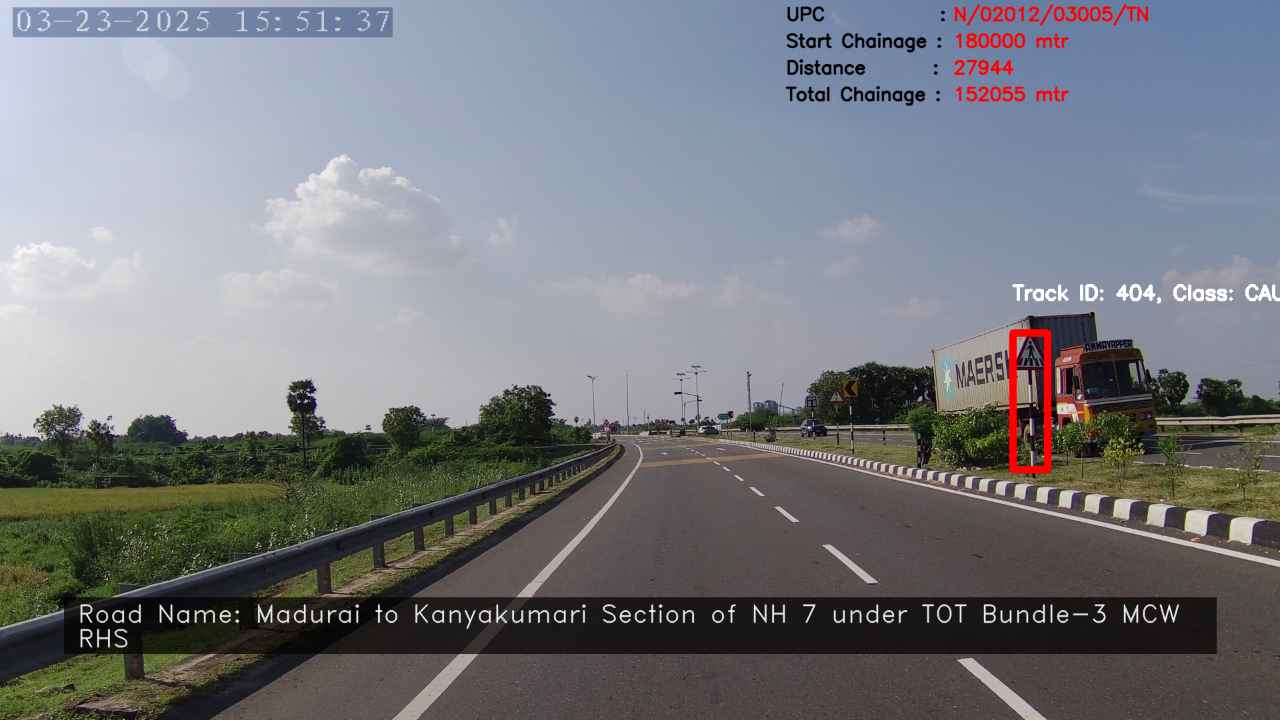 03-23-2025 15:51:37
UPC : N/02012/03005/TN
Start Chainage : 180000 mtr
Distance : 27944
Total Chainage : 152055 mtr
Track ID: 404, Class: CAU
MAERS
Road Name: Madurai to Kanyakumari Section of NH 7 under TOT Bundle-3 MCW
RHS